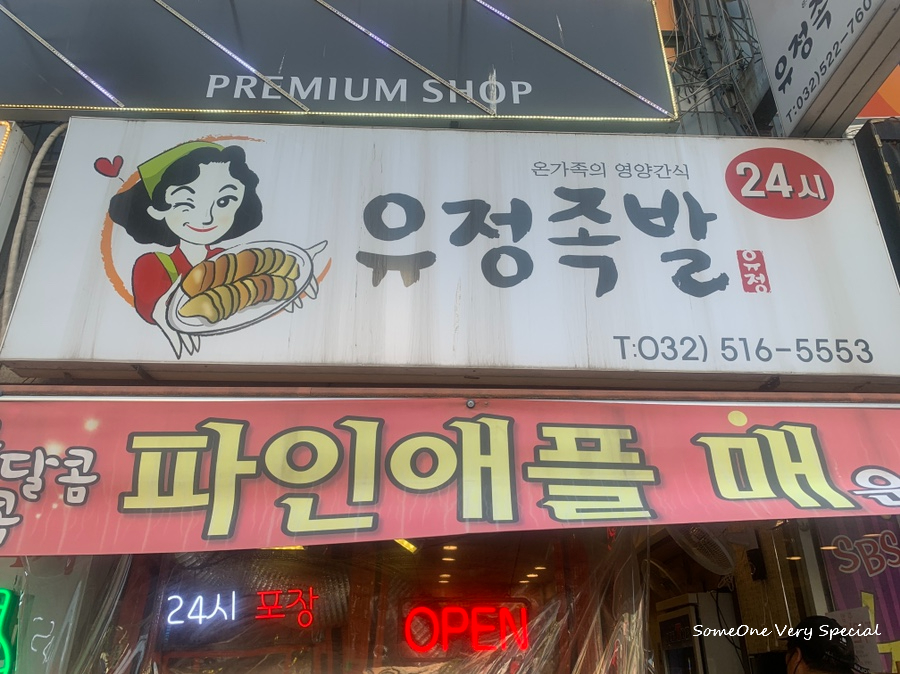 PREMIUM SHOP
유정족
T:032)522-760
온가족의 영양간식
24시
유정족발
유정
T:032) 516-5553
달콤
파인애플 매운
24시 포장
OPEN
SBS
SomeOne Very Special